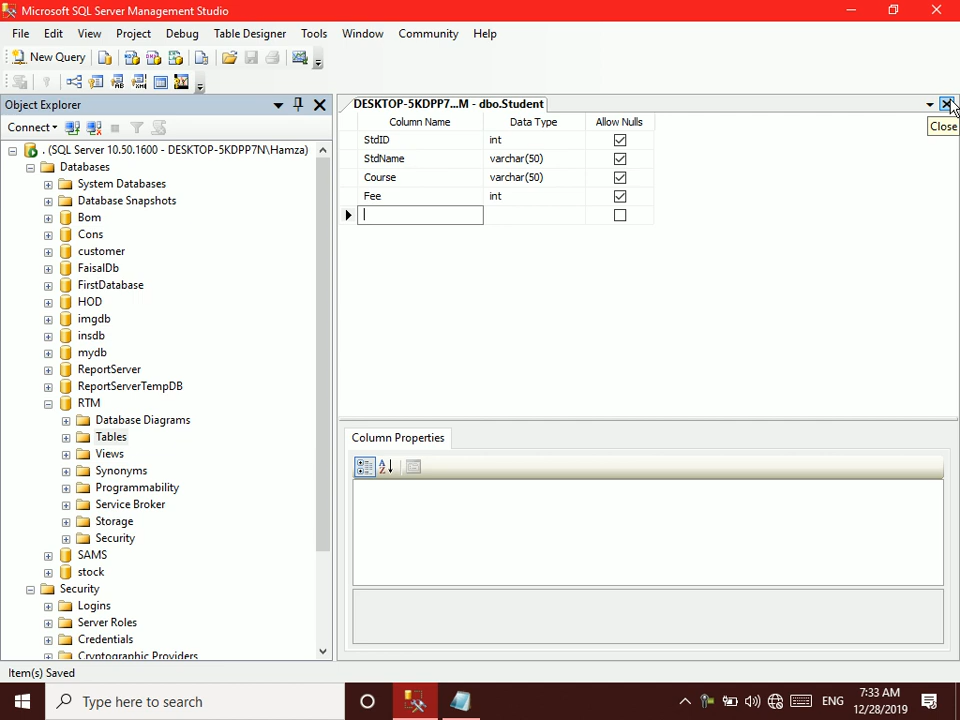 Microsoft SQL Server Management Studio
File Edit View Project Debug Table Designer Tools Window Community Help
New Query
Object Explorer
Connect
. (SQL Server 10.50.1600 - DESKTOP-5KDPP7N\Hamza)
Databases
System Databases
Database Snapshots
Bom
Cons
customer
FaisalDb
FirstDatabase
HOD
imgdb
insdb
mydb
ReportServer
ReportServerTempDB
RTM
Database Diagrams
Tables
Views
Synonyms
Programmability
Service Broker
Storage
Security
SAMS
stock
Security
Logins
Server Roles
Credentials
Cryptographic Providers
DESKTOP-5KDPP7...M - dbo.Student
Close
Column Name Data Type Allow Nulls
StdID int
StdName varchar(50)
Course varchar(50)
Fee int
Column Properties
Item(s) Saved
Type here to search
ENG
7:33 AM
12/28/2019